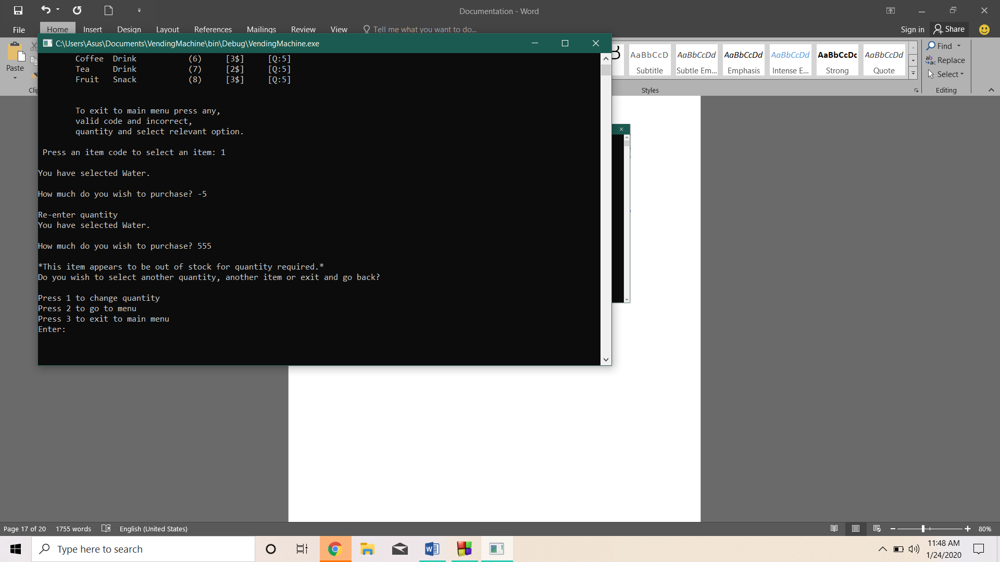 Documentation - Word
File Home Insert Design Layout References Mailings Review View Tell me what you want to do... Sign in Share
C:\Users\Asus\Documents\VendingMachine\bin\Debug\VendingMachine.exe
Paste
AaBbCcD AaBbCcDd AaBbCcDd AaBbCcDd AaBbCcDc AaBbCcDd
Subtitle Subtle Em... Emphasis Intense E... Strong Quote
Find
Replace
Select
Styles
Editing
Coffee Drink (6) [3$] [Q:5]
Tea Drink (7) [2$] [Q:5]
Fruit Snack (8) [3$] [Q:5]
To exit to main menu press any,
valid code and incorrect,
quantity and select relevant option.
Press an item code to select an item: 1
You have selected Water.
How much do you wish to purchase? -5
Re-enter quantity
You have selected Water.
How much do you wish to purchase? 555
*This item appears to be out of stock for quantity required.*
Do you wish to select another quantity, another item or exit and go back?
Press 1 to change quantity
Press 2 to go to menu
Press 3 to exit to main menu
Enter:
Page 17 of 20 1755 words English (United States) 80%
Type here to search
11:48 AM
1/24/2020